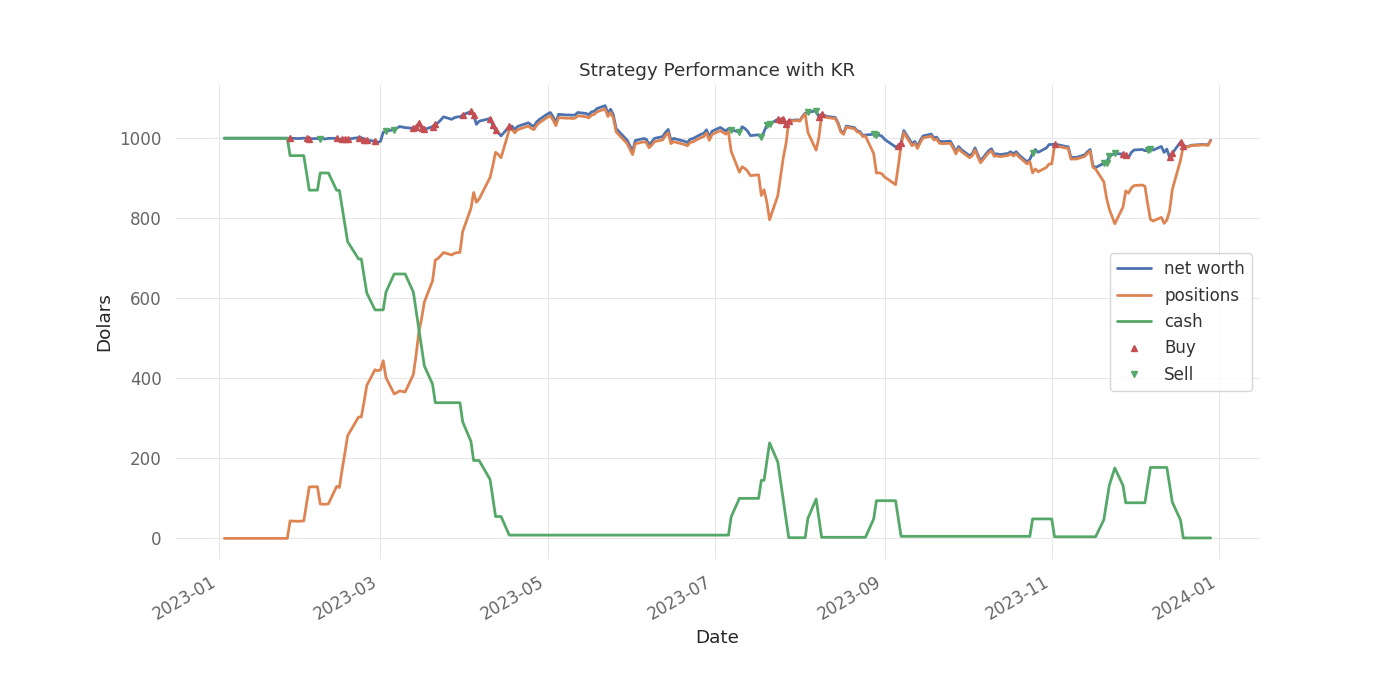 Strategy Performance with KR
Dolars
1000
800
600
400
200
0
net worth
positions
cash
Buy
Sell
2023-01
2023-03
2023-05
2023-07
2023-09
2023-11
2024-01
Date